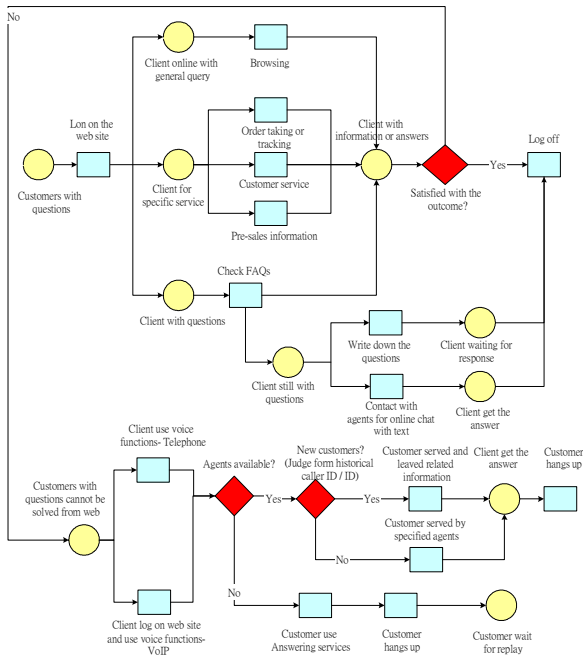 No
Client online with
general query
Browsing
Lon on the
web site
Order taking or
tracking
Client with
information or answers
Log off
Customers with
questions
Client for
specific service
Customer service
Yes
Satisfied with the
outcome?
Pre-sales information
Check FAQs
Client with questions
Write down the
questions
Client waiting for
response
Client still with
questions
Contact with
agents for online chat
with text
Client get the
answer
Client use voice
functions- Telephone
Customers with
questions cannot be
solved from web
Agents available?
New customers?
(Judge form historical
caller ID / ID)
Customer served and
leaved related
information
Client get the
answer
Customer
hangs up
Yes
Yes
Customer served by
specified agents
No
No
Client log on web site
and use voice functions-
VoIP
Customer use
Answering services
Customer
hangs up
Customer wait
for replay